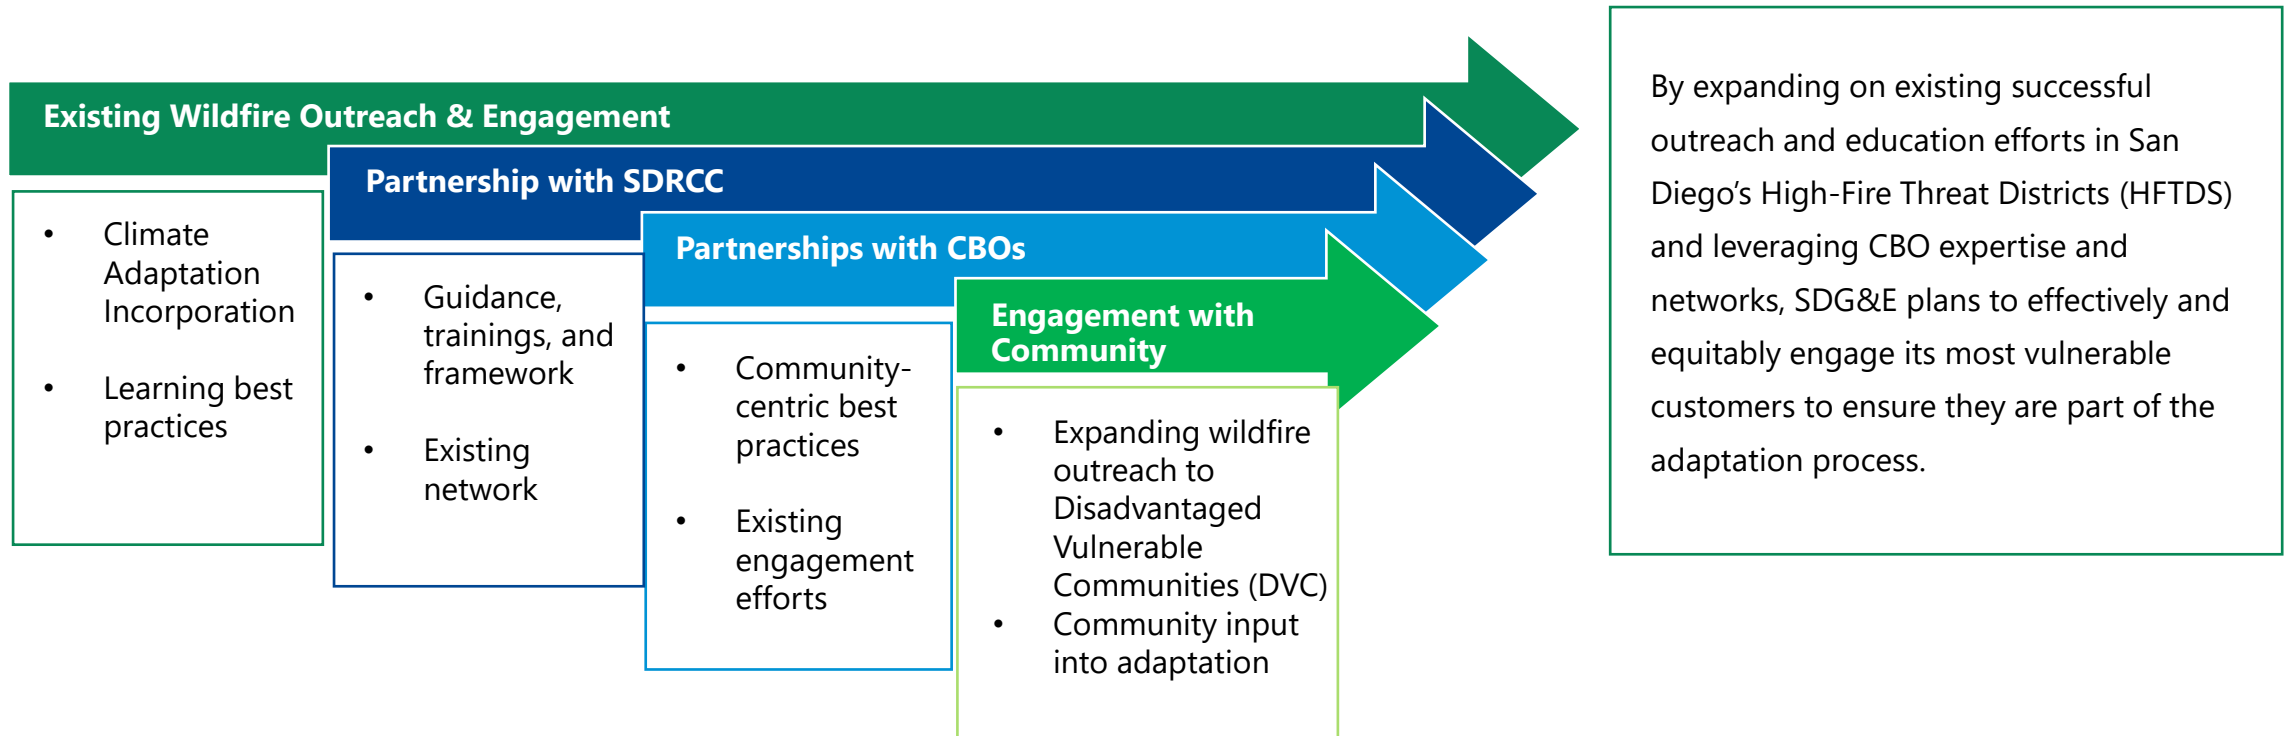 Existing Wildfire Outreach & Engagement
• Climate
Adaptation
Incorporation
• Learning best
practices
Partnership with SDRCC
• Guidance,
trainings, and
framework
• Existing
network
Partnerships with CBOs
• Community-
centric best
practices
• Existing
engagement
efforts
Engagement with
Community
• Expanding wildfire
outreach to
Disadvantaged
Vulnerable
Communities (DVC)
• Community input
into adaptation
By expanding on existing successful
outreach and education efforts in San
Diego’s High-Fire Threat Districts (HFTDS)
and leveraging CBO expertise and
networks, SDG&E plans to effectively and
equitably engage its most vulnerable
customers to ensure they are part of the
adaptation process.